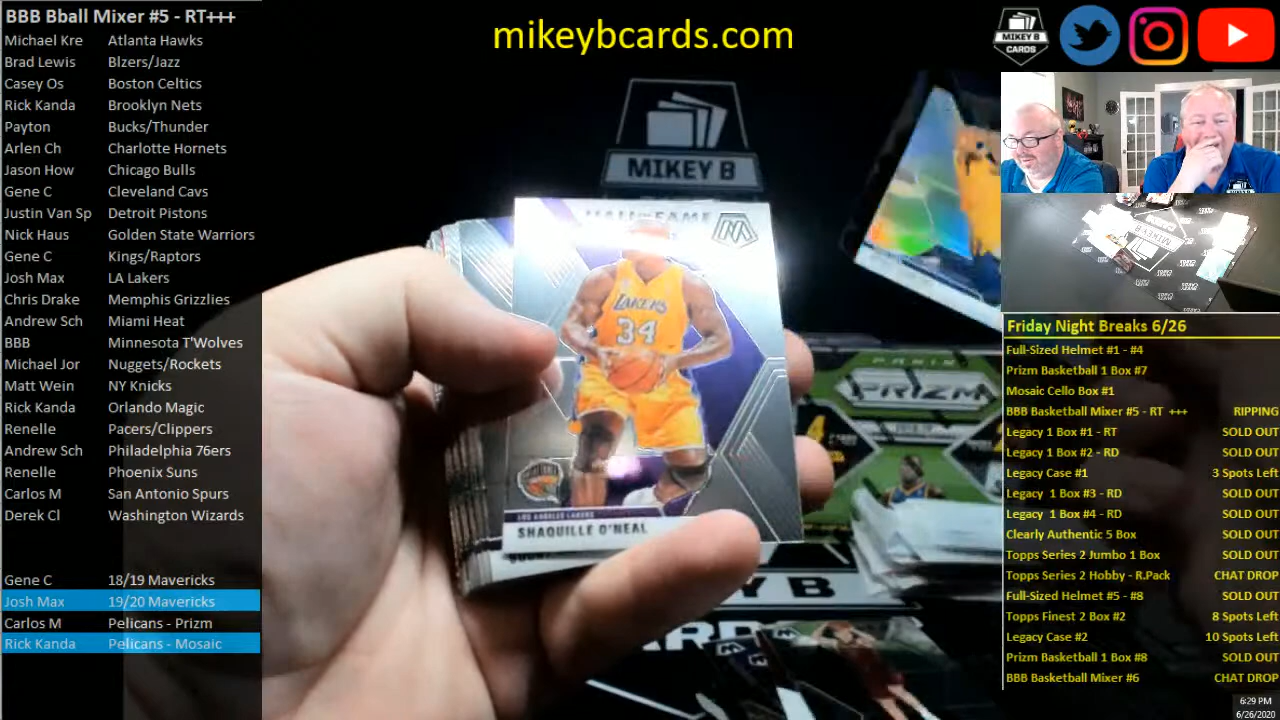 BBB Bball Mixer #5 - RT+++
Michael Kre Atlanta Hawks
Brad Lewis Blzers/Jazz
Casey Os Boston Celtics
Rick Kanda Brooklyn Nets
Payton Bucks/Thunder
Arlen Ch Charlotte Hornets
Jason How Chicago Bulls
Gene C Cleveland Cavs
Justin Van Sp Detroit Pistons
Nick Haus Golden State Warriors
Gene C Kings/Raptors
Josh Max LA Lakers
Chris Drake Memphis Grizzlies
Andrew Sch Miami Heat
BBB Minnesota T'Wolves
Michael Jor Nuggets/Rockets
Matt Wein NY Knicks
Rick Kanda Orlando Magic
Renelle Pacers/Clippers
Andrew Sch Philadelphia 76ers
Renelle Phoenix Suns
Carlos M San Antonio Spurs
Derek Cl Washington Wizards
Gene C 18/19 Mavericks
Josh Max 19/20 Mavericks
Carlos M Pelicans - Prizm
Rick Kanda Pelicans - Mosaic
mikeybcards.com
MIKEY B
HALL OF FAME
LAKERS
34
LOS ANGELES LAKERS
SHAQUILLE O'NEAL
PANINI
PRIZM
MIKEY B
CARDS
MIKEY B
Friday Night Breaks 6/26
Full-Sized Helmet #1 - #4
Prizm Basketball 1 Box #7
Mosaic Cello Box #1
BBB Basketball Mixer #5 - RT +++ RIPPING
Legacy 1 Box #1 - RT SOLD OUT
Legacy 1 Box #2 - RD SOLD OUT
Legacy Case #1 3 Spots Left
Legacy 1 Box #3 - RD SOLD OUT
Legacy 1 Box #4 - RD SOLD OUT
Clearly Authentic 5 Box SOLD OUT
Topps Series 2 Jumbo 1 Box SOLD OUT
Topps Series 2 Hobby - R.Pack CHAT DROP
Full-Sized Helmet #5 - #8 SOLD OUT
Topps Finest 2 Box #2 8 Spots Left
Legacy Case #2 10 Spots Left
Prizm Basketball 1 Box #8 SOLD OUT
BBB Basketball Mixer #6 CHAT DROP
6:29 PM
6/26/2020